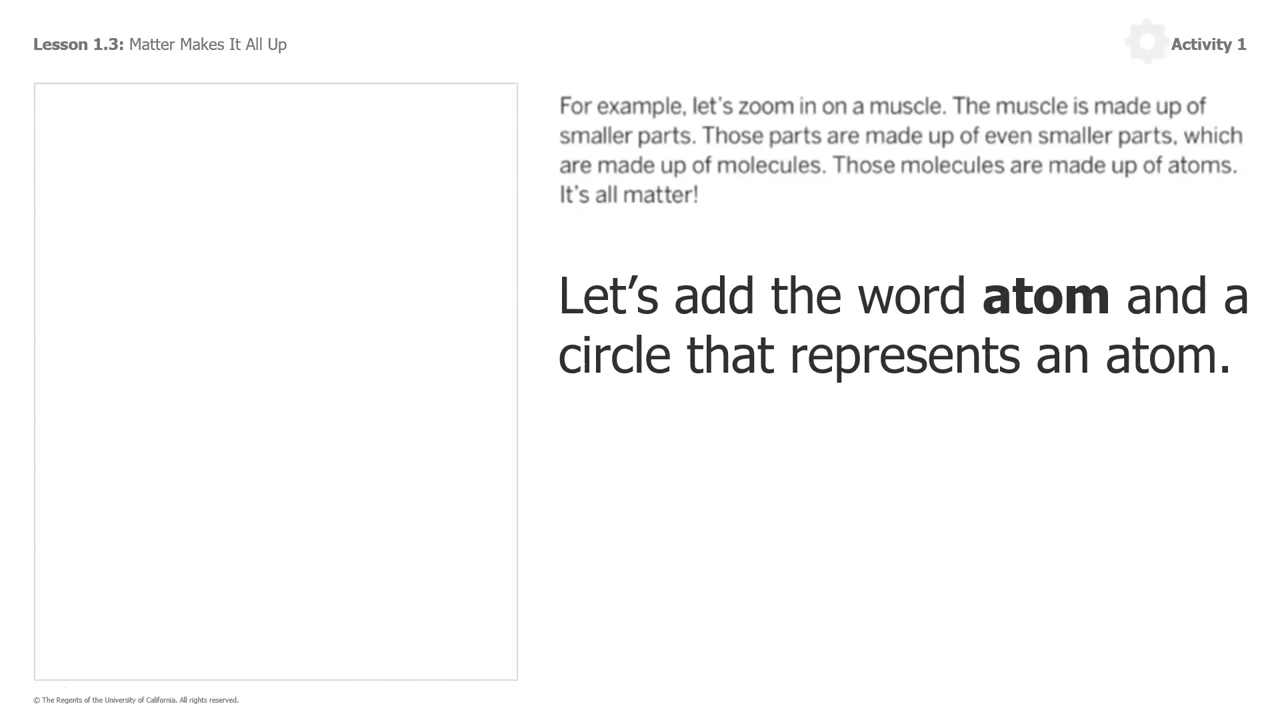 Lesson 1.3: Matter Makes It All Up
Activity 1
For example, let's zoom in on a muscle. The muscle is made up of
smaller parts. Those parts are made up of even smaller parts, which
are made up of molecules. Those molecules are made up of atoms.
It's all matter!
Let’s add the word atom and a
circle that represents an atom.
© The Regents of the University of California. All rights reserved.